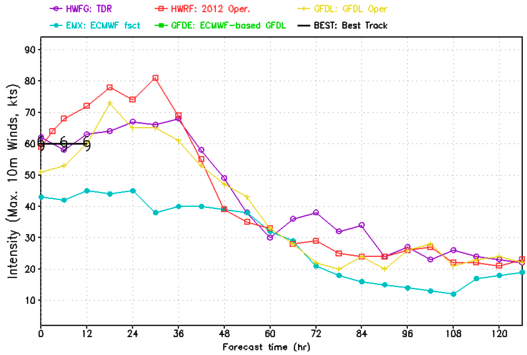 HWFG: TDR HWRF: 2012 Oper. GFDL: GFDL Oper
EMX: ECMWF fsct GFDE: ECMWF-based GFDL BEST: Best Track
Intensity (Max. 10m Winds, kts)
90
80
70
60
50
40
30
20
10
0 12 24 36 48 60 72 84 96 108 120
Forecast time (hr)